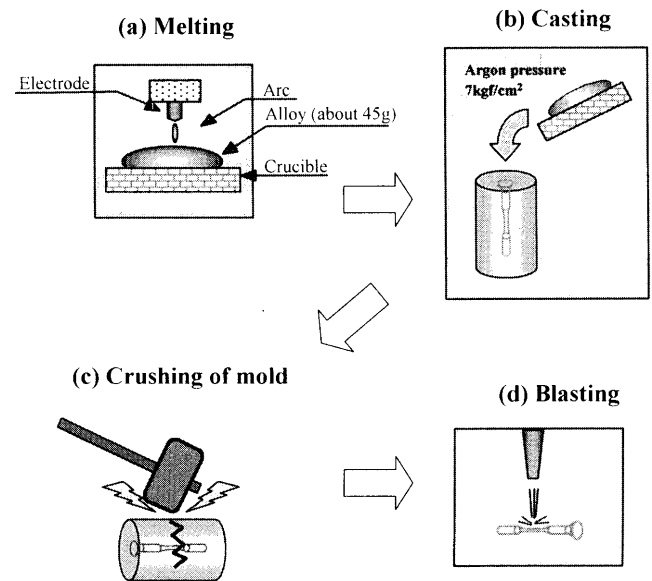 (a) Melting
Electrode
Arc
Alloy (about 45g)
Crucible
(b) Casting
Argon pressure
7kgf/cm²
(c) Crushing of mold
(d) Blasting